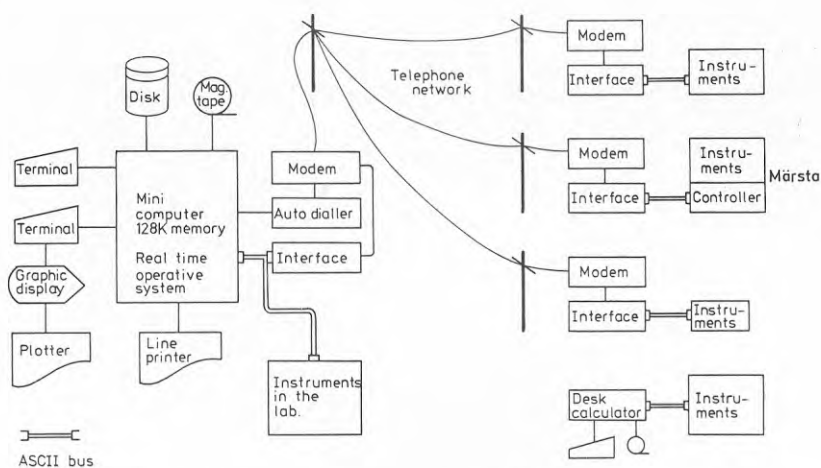 Disk
Mag.
tape
Terminal
Terminal
Graphic
display
Plotter
Mini
computer
128K memory
Real time
operative
system
Line
printer
Modem
Auto dialler
Interface
Instruments
in the
lab.
ASCII bus
Telephone
network
Modem
Interface
Instru-
ments
Modem
Interface
Instru-
ments
Controller
Märsta
Modem
Interface
Instru-
ments
Desk
calculator
Instru-
ments